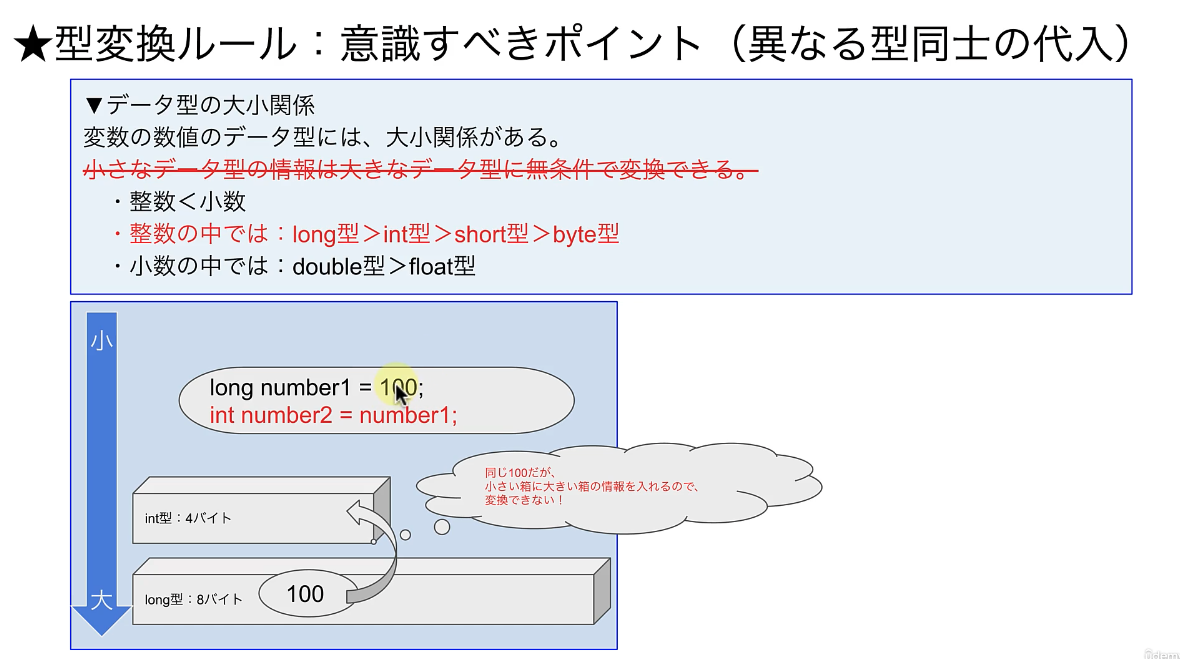 ★型変換ルール：意識すべきポイント（異なる型同士の代入）
▼データ型の大小関係
変数の数値のデータ型には、大小関係がある。
小さなデータ型の情報は大きなデータ型に無条件で変換できる。
・整数＜小数
・整数の中では：long型＞int型＞short型＞byte型
・小数の中では：double型＞float型
小
long number1 = 100;
int number2 = number1;
同じ100だが、
小さい箱に大きい箱の情報を入れるので、
変換できない！
int型：4バイト
大
long型：8バイト
100